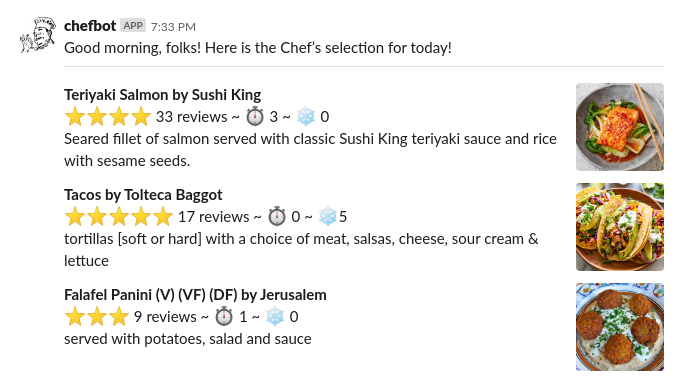 chefbot APP 7:33 PM
Good morning, folks! Here is the Chef's selection for today!
Teriyaki Salmon by Sushi King
⭐⭐⭐⭐ 33 reviews ~ ⏱️ 3 ~ ❄️ 0
Seared fillet of salmon served with classic Sushi King teriyaki sauce and rice
with sesame seeds.
Tacos by Tolteca Baggot
⭐⭐⭐⭐⭐ 17 reviews ~ ⏱️ 0 ~ ❄️5
tortillas [soft or hard] with a choice of meat, salsas, cheese, sour cream &
lettuce
Falafel Panini (V) (VF) (DF) by Jerusalem
⭐⭐⭐ 9 reviews ~ ⏱️ 1 ~ ❄️ 0
served with potatoes, salad and sauce